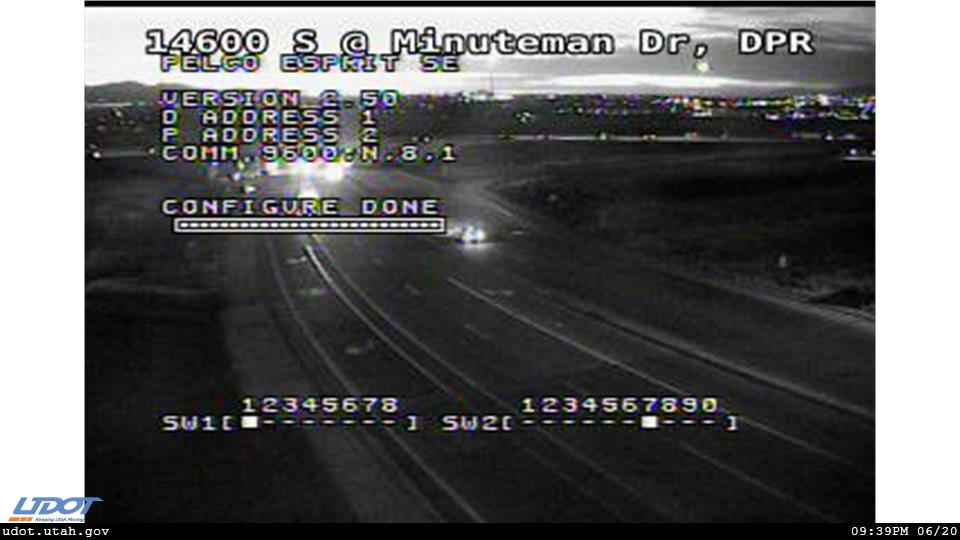 14600 S @ Minuteman Dr, DPR
PELCO ESPRIT SE
VERSION 2.50
D ADDRESS 1
P ADDRESS 2
COMM 9600.N.8.1
CONFIGURE DONE
12345678 1234567890
SW1[■-------] SW2[------■---]
UDOT
Keeping Utah Moving
udot.utah.gov 09:39PM 06/20